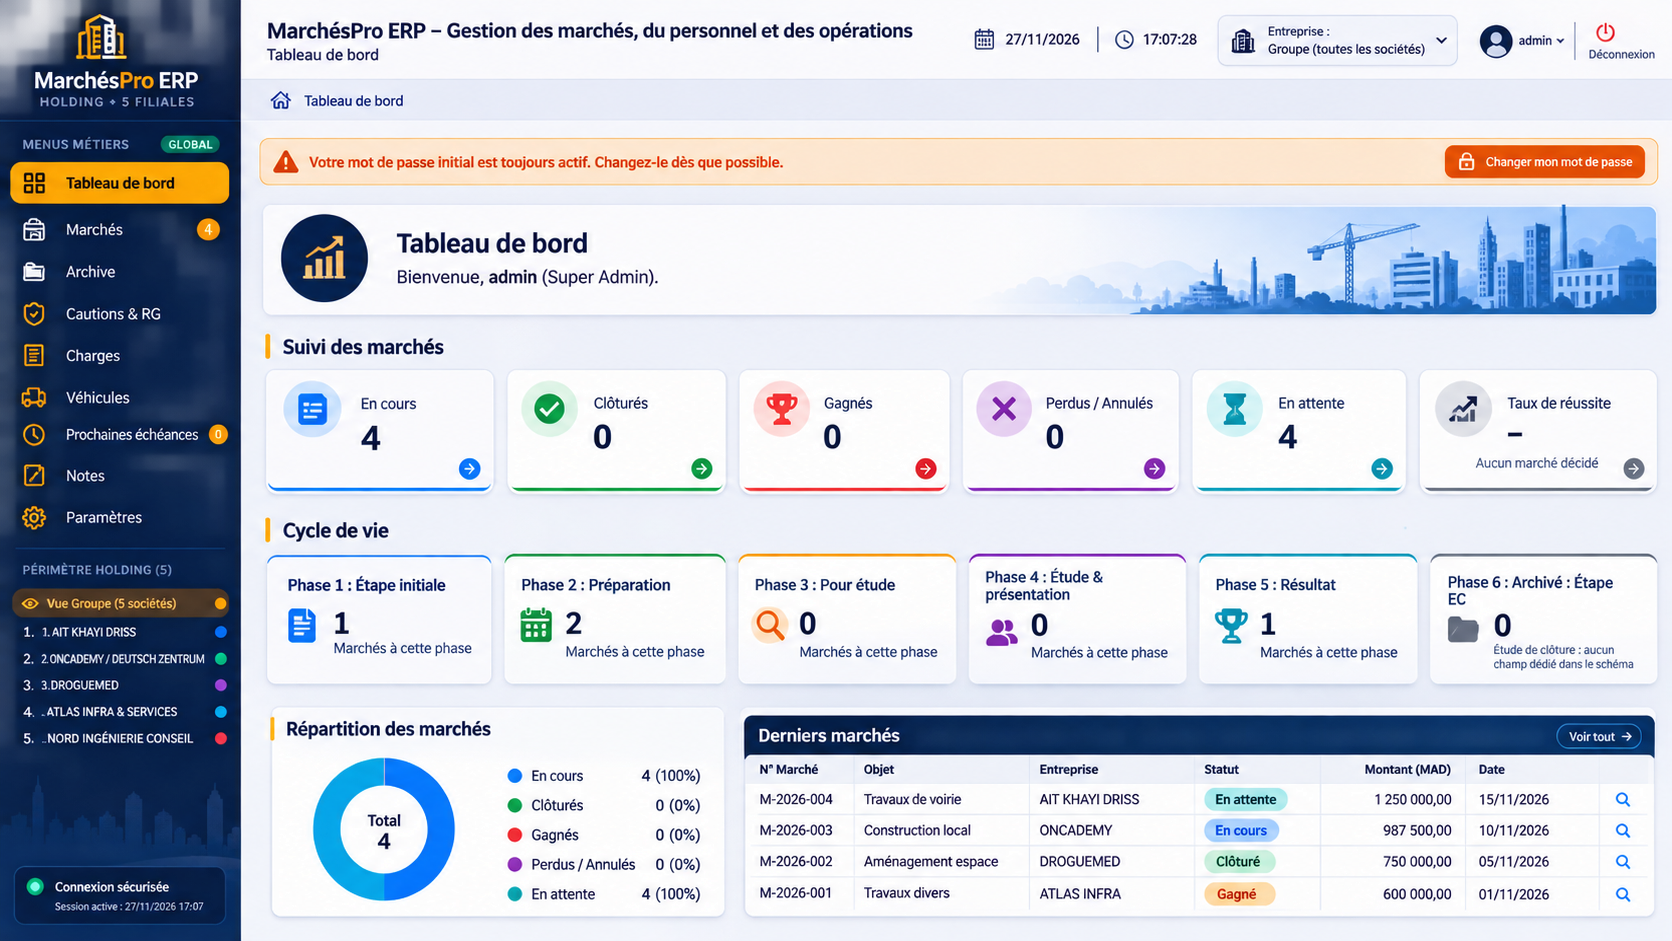 MarchésPro ERP
HOLDING + 5 FILIALES
MENUS MÉTIERS GLOBAL
Tableau de bord
Marchés 4
Archive
Cautions & RG
Charges
Véhicules
Prochaines échéances 0
Notes
Paramètres
PÉRIMÈTRE HOLDING (5)
Vue Groupe (5 sociétés)
1. 1. AIT KHAYI DRISS
2. 2.ONCADEMY / DEUTSCH ZENTRUM
3. 3.DROGUEMED
4. ..ATLAS INFRA & SERVICES
5. ..NORD INGÉNIERIE CONSEIL
Connexion sécurisée
Session active : 27/11/2026 17:07
MarchésPro ERP – Gestion des marchés, du personnel et des opérations
Tableau de bord
27/11/2026
17:07:28
Entreprise :
Groupe (toutes les sociétés)
admin
Déconnexion
Tableau de bord
Votre mot de passe initial est toujours actif. Changez-le dès que possible.
Changer mon mot de passe
Tableau de bord
Bienvenue, admin (Super Admin).
Suivi des marchés
En cours
4
Clôturés
0
Gagnés
0
Perdus / Annulés
0
En attente
4
Taux de réussite
–
Aucun marché décidé
Cycle de vie
Phase 1 : Étape initiale
1
Marchés à cette phase
Phase 2 : Préparation
2
Marchés à cette phase
Phase 3 : Pour étude
0
Marchés à cette phase
Phase 4 : Étude &
présentation
0
Marchés à cette phase
Phase 5 : Résultat
1
Marchés à cette phase
Phase 6 : Archivé : Étape
EC
0
Étude de clôture : aucun
champ dédié dans le schéma
Répartition des marchés
Total
4
En cours 4 (100%)
Clôturés 0 (0%)
Gagnés 0 (0%)
Perdus / Annulés 0 (0%)
En attente 4 (100%)
Derniers marchés
Voir tout →
N° Marché Objet Entreprise Statut Montant (MAD) Date
M-2026-004 Travaux de voirie AIT KHAYI DRISS En attente 1 250 000,00 15/11/2026
M-2026-003 Construction local ONCADEMY En cours 987 500,00 10/11/2026
M-2026-002 Aménagement espace DROGUEMED Clôturé 750 000,00 05/11/2026
M-2026-001 Travaux divers ATLAS INFRA Gagné 600 000,00 01/11/2026